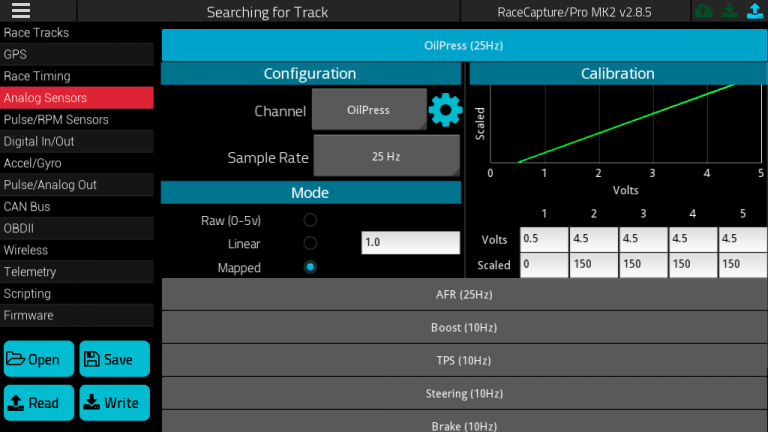 Searching for Track
RaceCapture/Pro MK2 v2.8.5
Race Tracks
GPS
Race Timing
Analog Sensors
Pulse/RPM Sensors
Digital In/Out
Accel/Gyro
Pulse/Analog Out
CAN Bus
OBDII
Wireless
Telemetry
Scripting
Firmware
Open
Save
Read
Write
OilPress (25Hz)
Configuration
Channel
OilPress
Sample Rate
25 Hz
Mode
Raw (0-5v)
Linear
1.0
Mapped
Calibration
Scaled
0 1 2 3 4 5
Volts
1 2 3 4 5
Volts 0.5 4.5 4.5 4.5 4.5
Scaled 0 150 150 150 150
AFR (25Hz)
Boost (10Hz)
TPS (10Hz)
Steering (10Hz)
Brake (10Hz)